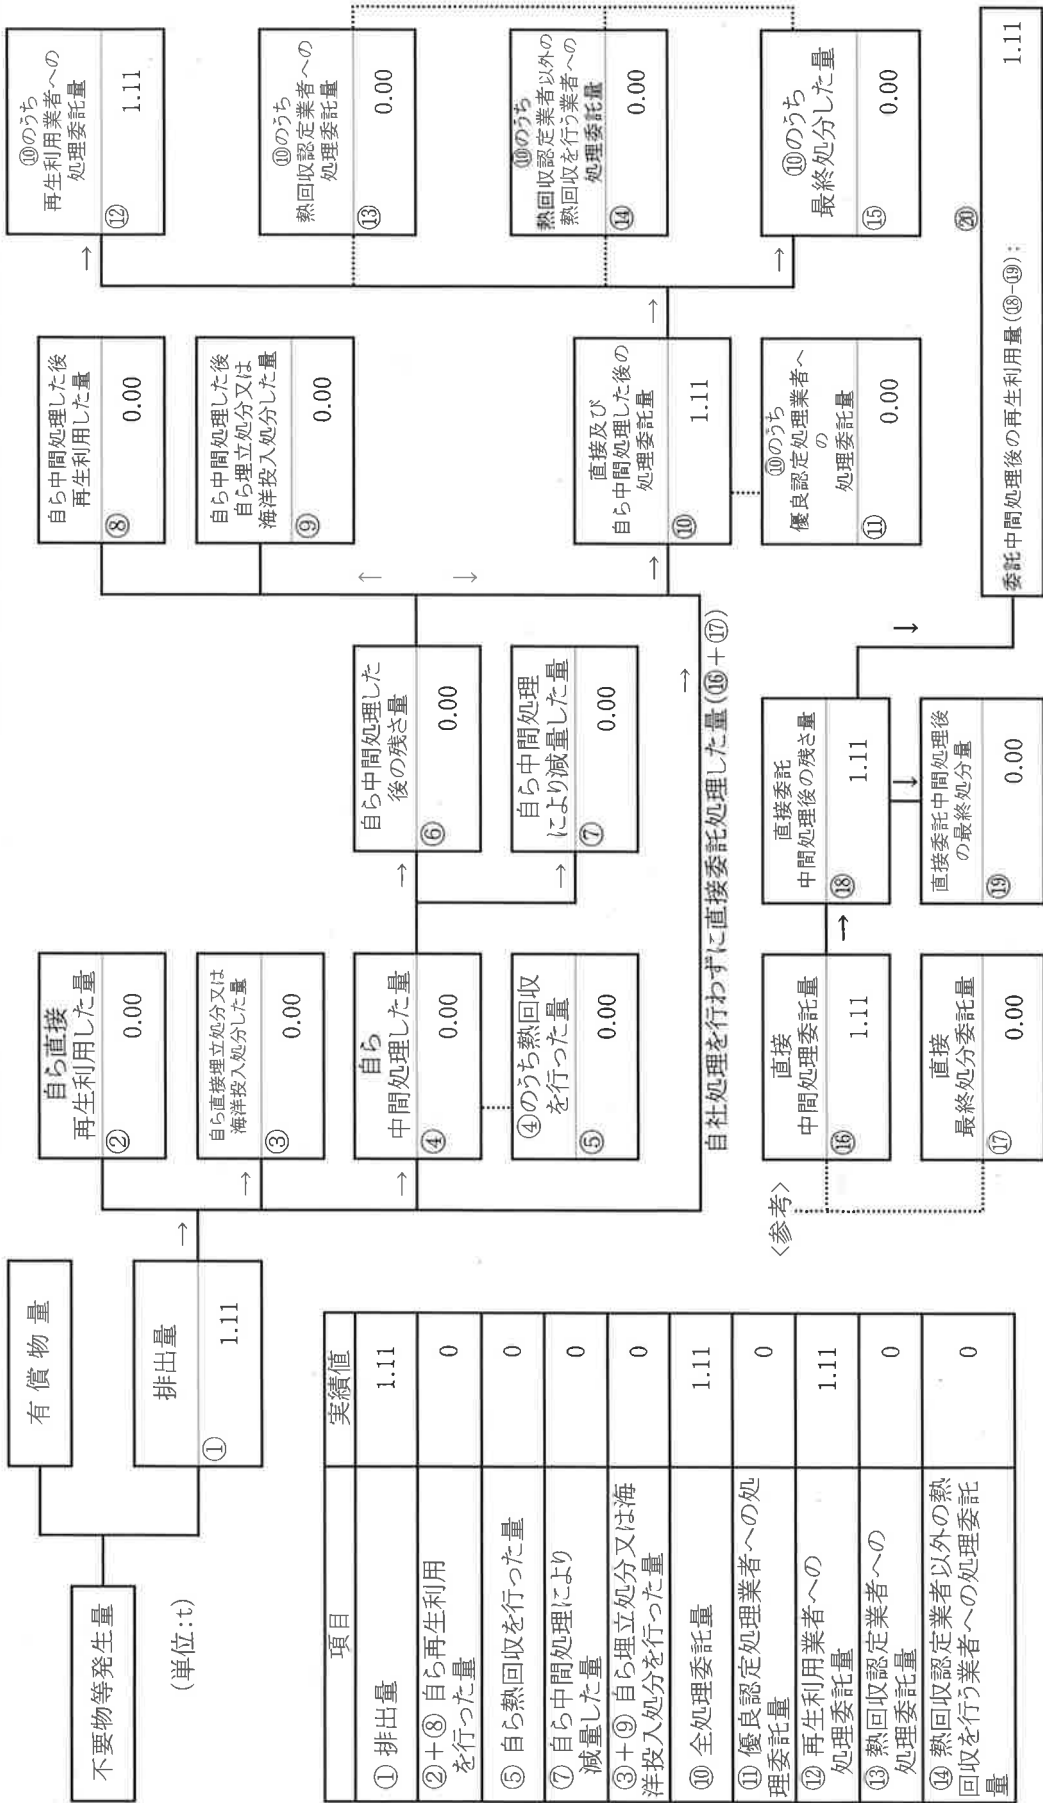 不要物等発生量
(単位:t)
有償物量
排出量
①
1.11
自ら直接
再生利用した量
②
0.00
自ら直接埋立処分又は
海洋投入処分した量
③
0.00
自ら
中間処理した量
④
0.00
④のうち熱回収
を行った量
⑤
0.00
自ら中間処理した
後の残さ量
⑥
0.00
自ら中間処理
により減量した量
⑦
0.00
自ら中間処理した後
再生利用した量
⑧
0.00
自ら中間処理した後
自ら埋立処分又は
海洋投入処分した量
⑨
0.00
直接及び
自ら中間処理した後の
処理委託量
⑩
1.11
⑩のうち
優良認定処理業者へ
の
処理委託量
⑪
0.00
⑩のうち
再生利用業者への
処理委託量
⑫
1.11
⑩のうち
熱回収認定業者への
処理委託量
⑬
0.00
⑩のうち
熱回収認定業者以外の
熱回収を行う業者への
処理委託量
⑭
0.00
⑩のうち
最終処分した量
⑮
0.00
自社処理を行わずに直接委託処理した量(⑯+⑰)
<参考>
直接
中間処理委託量
⑯
1.11
直接
最終処分委託量
⑰
0.00
直接委託
中間処理後の残さ量
⑱
1.11
直接委託中間処理後
の最終処分量
⑲
0.00
⑳
委託中間処理後の再生利用量(⑱-⑲): 1.11
項目 実績値
① 排出量 1.11
②+⑧ 自ら再生利用
を行った量 0
⑤ 自ら熱回収を行った量 0
⑦ 自ら中間処理により
減量した量 0
③+⑨ 自ら埋立処分又は海
洋投入処分を行った量 0
⑩ 全処理委託量 1.11
⑪ 優良認定処理業者への処
理委託量 0
⑫ 再生利用業者への
処理委託量 1.11
⑬ 熱回収認定業者への
処理委託量 0
⑭ 熱回収認定業者以外の熱
回収を行う業者への処理委託
量 0